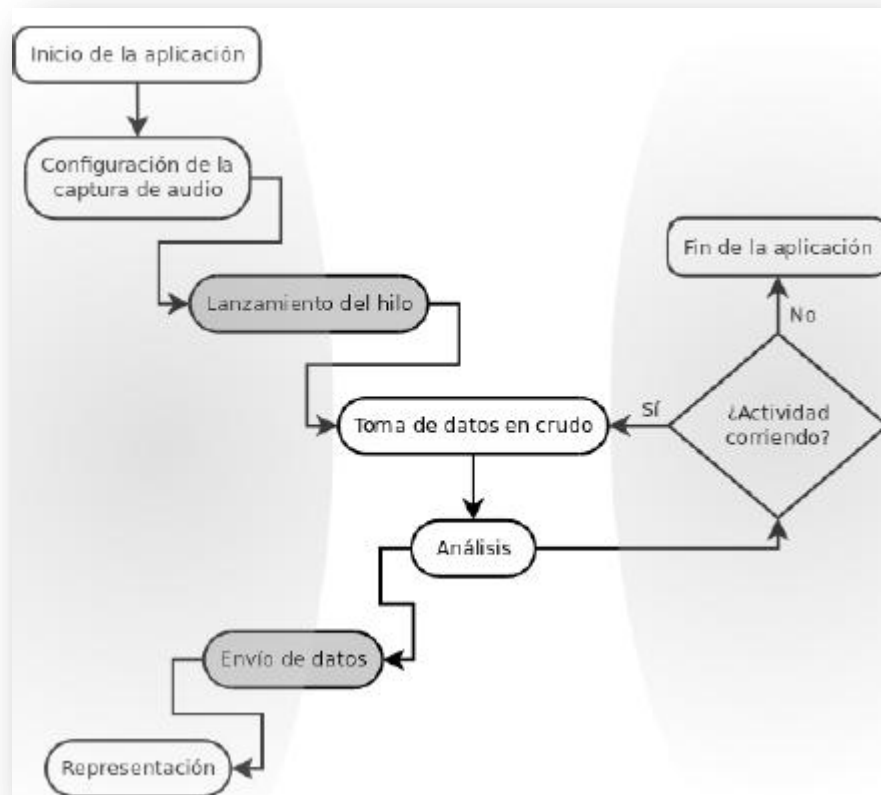 Inicio de la aplicación
Configuración de la
captura de audio
Lanzamiento del hilo
Fin de la aplicación
No
Sí
¿Actividad
corriendo?
Toma de datos en crudo
Análisis
Envío de datos
Representación